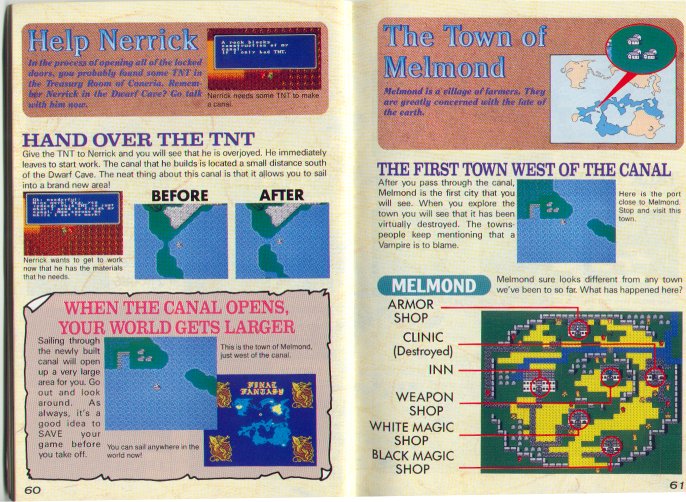 Help Nerrick
In the process of opening all of the locked
doors, you probably found some TNT in
the Treasury Room of Coneria. Remem-
ber Nerrick in the Dwarf Cave? Go talk
with him now.
A rock blocks
construction of my
If I only had TNT.
Nerrick needs some TNT to make
a canal.
HAND OVER THE TNT
Give the TNT to Nerrick and you will see that he is overjoyed. He immediately
leaves to start work. The canal that he builds is located a small distance south
of the Dwarf Cave. The neat thing about this canal is that it allows you to sail
into a brand new area!
Oh, wonderful!
Nerrick wants to get to work
now that he has the materials
that he needs.
BEFORE
AFTER
WHEN THE CANAL OPENS,
YOUR WORLD GETS LARGER
Sailing through
the newly built
canal will open
up a very large
area for you. Go
out and look
around. As
always, it's a
good idea to
SAVE your
game before
you take off.
This is the town of Melmond,
just west of the canal.
FINAL
FANTASY
You can sail anywhere in the
world now!
60
The Town of
Melmond
Melmond is a village of farmers. They
are greatly concerned with the fate of
the earth.
THE FIRST TOWN WEST OF THE CANAL
After you pass through the canal,
Melmond is the first city that you
will see. When you explore the
town you will see that it has been
virtually destroyed. The towns-
people keep mentioning that a
Vampire is to blame.
Here is the port
close to Melmond.
Stop and visit this
town.
MELMOND
Melmond sure looks different from any town
we've been to so far. What has happened here?
ARMOR
SHOP
CLINIC
(Destroyed)
INN
WEAPON
SHOP
WHITE MAGIC
SHOP
BLACK MAGIC
SHOP
61